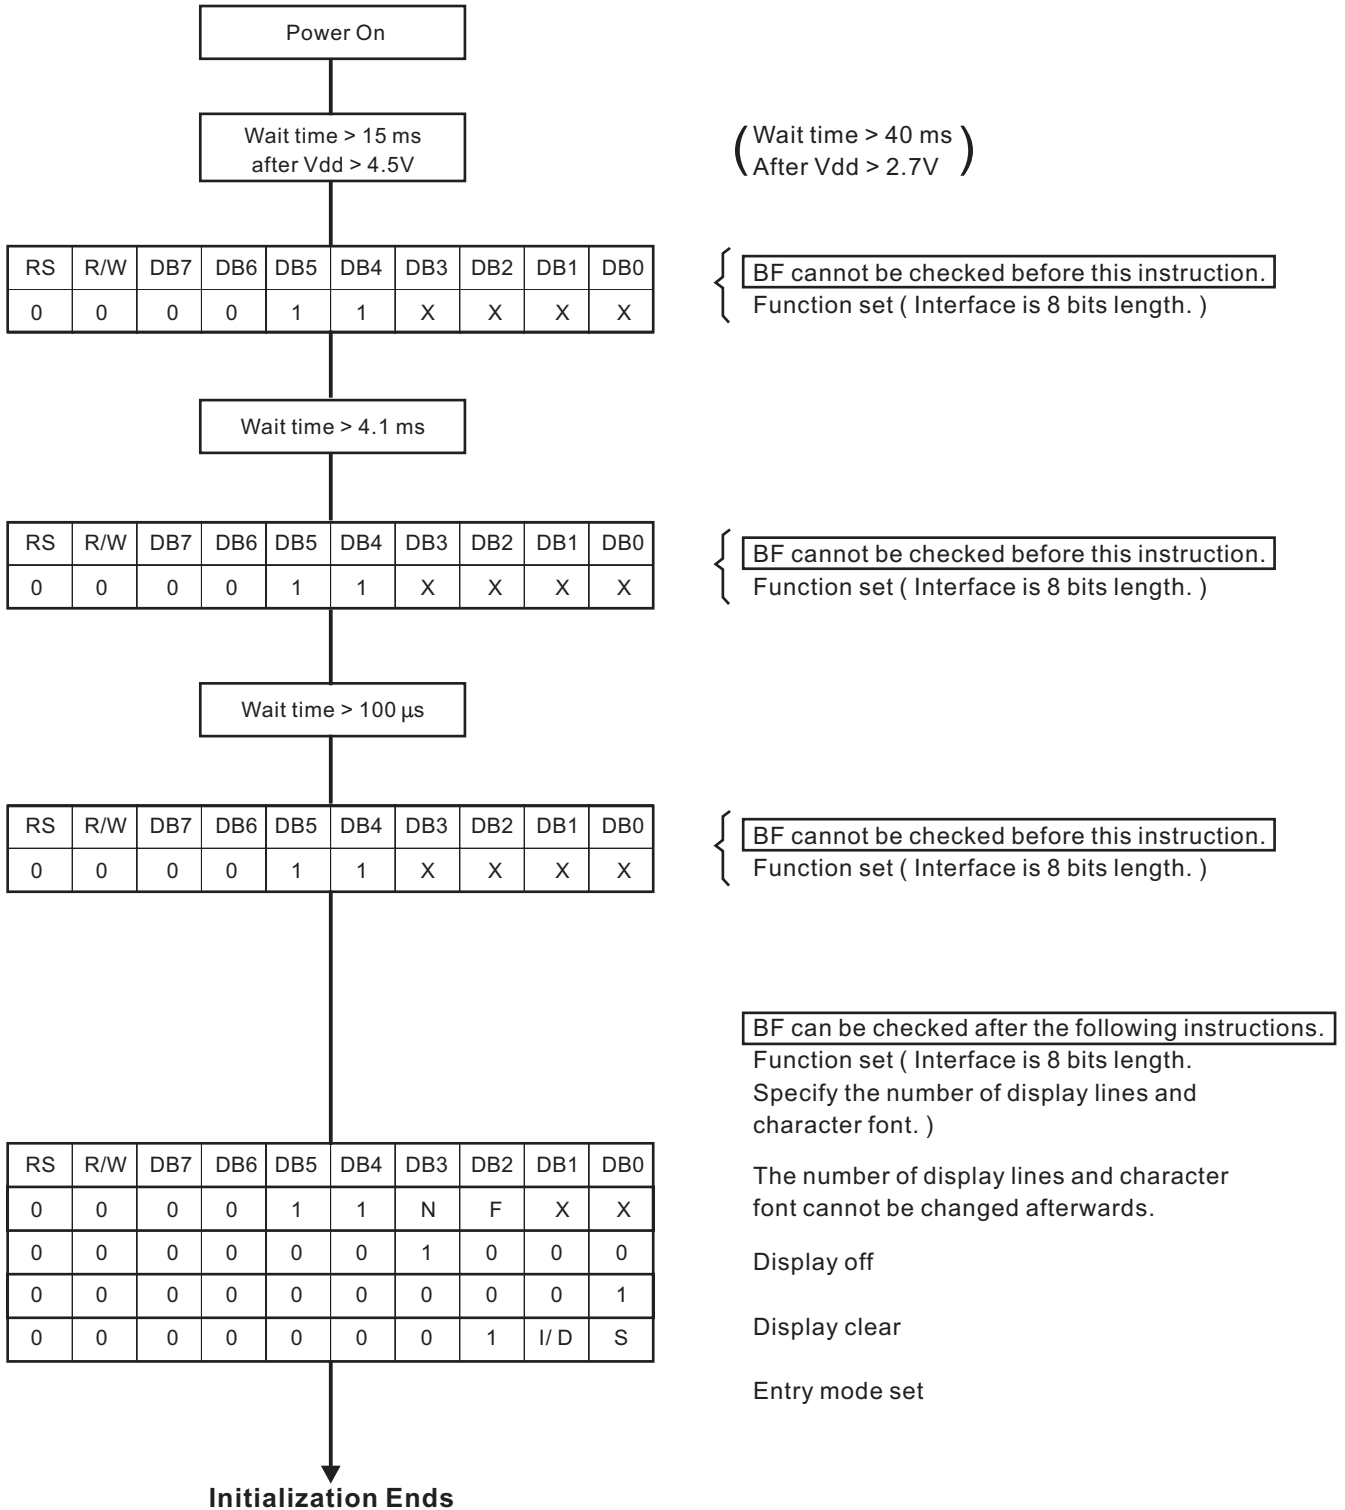 Power On
Wait time > 15 ms
after Vdd > 4.5V
(Wait time > 40 ms
After Vdd > 2.7V)
RS R/W DB7 DB6 DB5 DB4 DB3 DB2 DB1 DB0
0 0 0 0 1 1 X X X X
BF cannot be checked before this instruction.
Function set ( Interface is 8 bits length. )
Wait time > 4.1 ms
RS R/W DB7 DB6 DB5 DB4 DB3 DB2 DB1 DB0
0 0 0 0 1 1 X X X X
BF cannot be checked before this instruction.
Function set ( Interface is 8 bits length. )
Wait time > 100 µs
RS R/W DB7 DB6 DB5 DB4 DB3 DB2 DB1 DB0
0 0 0 0 1 1 X X X X
BF cannot be checked before this instruction.
Function set ( Interface is 8 bits length. )
BF can be checked after the following instructions.
Function set ( Interface is 8 bits length.
Specify the number of display lines and
character font. )
RS R/W DB7 DB6 DB5 DB4 DB3 DB2 DB1 DB0
0 0 0 0 1 1 N F X X
0 0 0 0 0 0 1 0 0 0
0 0 0 0 0 0 0 0 0 1
0 0 0 0 0 0 0 1 I/ D S
The number of display lines and character
font cannot be changed afterwards.
Display off
Display clear
Entry mode set
Initialization Ends